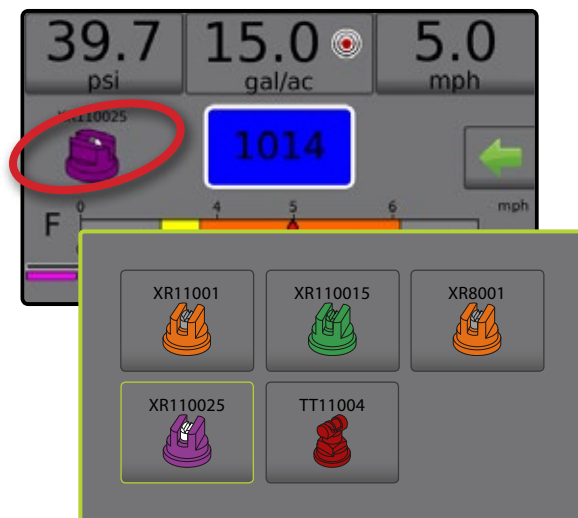 39.7 15.0 5.0
psi gal/ac mph
XR110025
1014
0 4 5 6 mph
F
XR11001 XR110015 XR8001
XR110025 TT11004